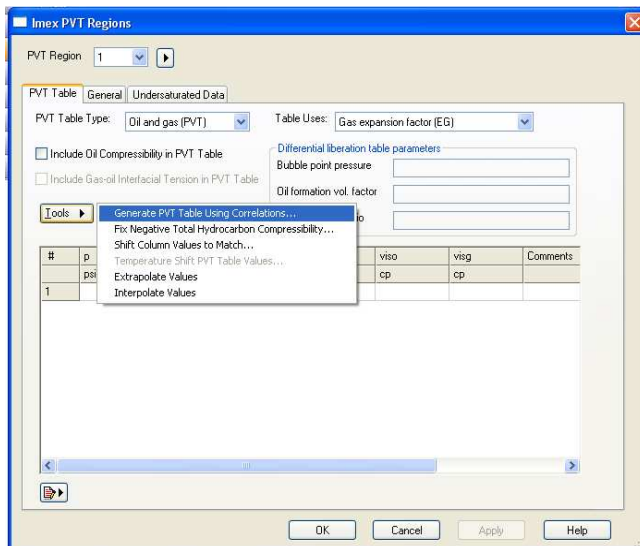 Imex PVT Regions
PVT Region 1
PVT Table General Undersaturated Data
PVT Table Type: Oil and gas (PVT) Table Uses: Gas expansion factor (EG)
Include Oil Compressibility in PVT Table
Include Gas-oil Interfacial Tension in PVT Table
Differential liberation table parameters
Bubble point pressure
Oil formation vol. factor
Tools
Generate PVT Table Using Correlations...
Fix Negative Total Hydrocarbon Compressibility...
Shift Column Values to Match...
Temperature Shift PVT Table Values...
Extrapolate Values
Interpolate Values
# p viso visg Comments
cp cp
1
OK Cancel Apply Help